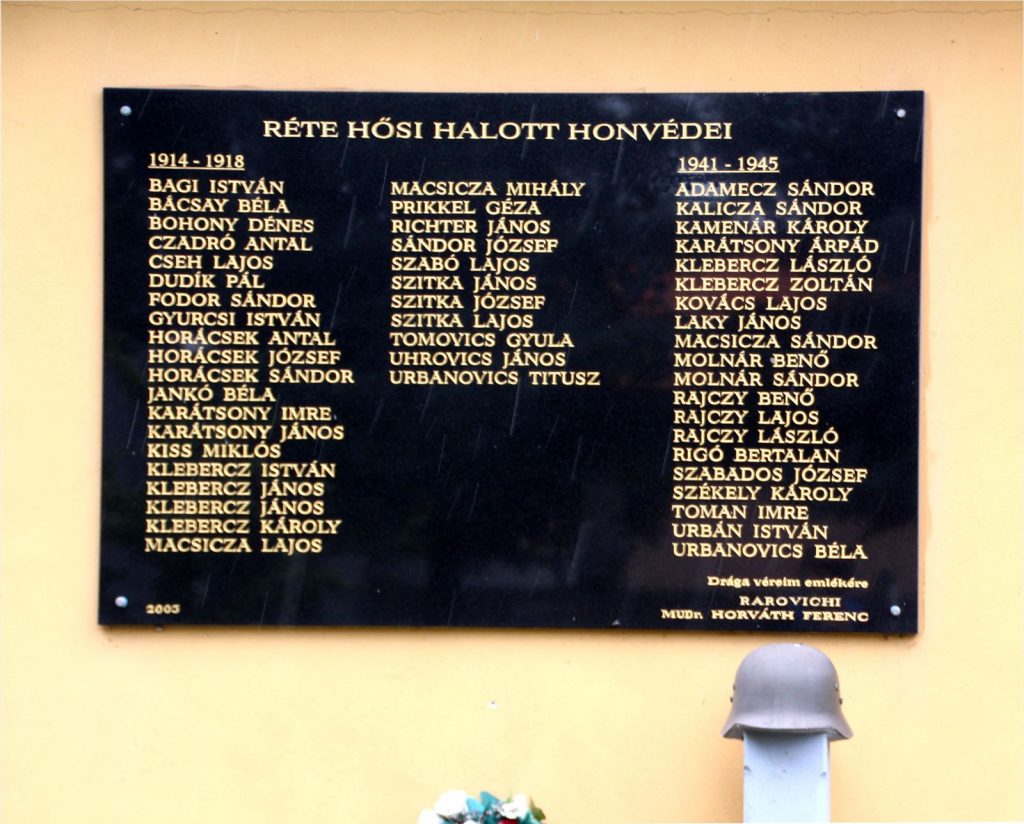 RÉTE HŐSI HALOTT HONVÉDEI
1914 - 1918
BAGI ISTVÁN
BÁCSAY BÉLA
BOHONY DÉNES
CZADRÓ ANTAL
CSEH LAJOS
DUDÍK PÁL
FODOR SÁNDOR
GYURCSI ISTVÁN
HORÁCSEK ANTAL
HORÁCSEK JÓZSEF
HORÁCSEK SÁNDOR
JANKÓ BÉLA
KARÁTSONY IMRE
KARÁTSONY JÁNOS
KISS MIKLÓS
KLEBERCZ ISTVÁN
KLEBERCZ JÁNOS
KLEBERCZ JÁNOS
KLEBERCZ KÁROLY
MACSICZA LAJOS
MACSICZA MIHÁLY
PRIKKEL GÉZA
RICHTER JÁNOS
SÁNDOR JÓZSEF
SZABÓ LAJOS
SZITKA JÁNOS
SZITKA JÓZSEF
SZITKA LAJOS
TOMOVICS GYULA
UHROVICS JÁNOS
URBANOVICS TITUSZ
1941 - 1945
ADAMECZ SÁNDOR
KALICZA SÁNDOR
KAMENÁR KÁROLY
KARÁTSONY ÁRPÁD
KLEBERCZ LÁSZLÓ
KLEBERCZ ZOLTÁN
KOVÁCS LAJOS
LAKY JÁNOS
MACSICZA SÁNDOR
MOLNÁR BENŐ
MOLNÁR SÁNDOR
RAJCZY BENŐ
RAJCZY LAJOS
RAJCZY LÁSZLÓ
RIGÓ BERTALAN
SZABADOS JÓZSEF
SZÉKELY KÁROLY
TOMAN IMRE
URBÁN ISTVÁN
URBANOVICS BÉLA
Drága véreim emlékére
RAROVICHI
MUDr. HORVÁTH FERENC
2003